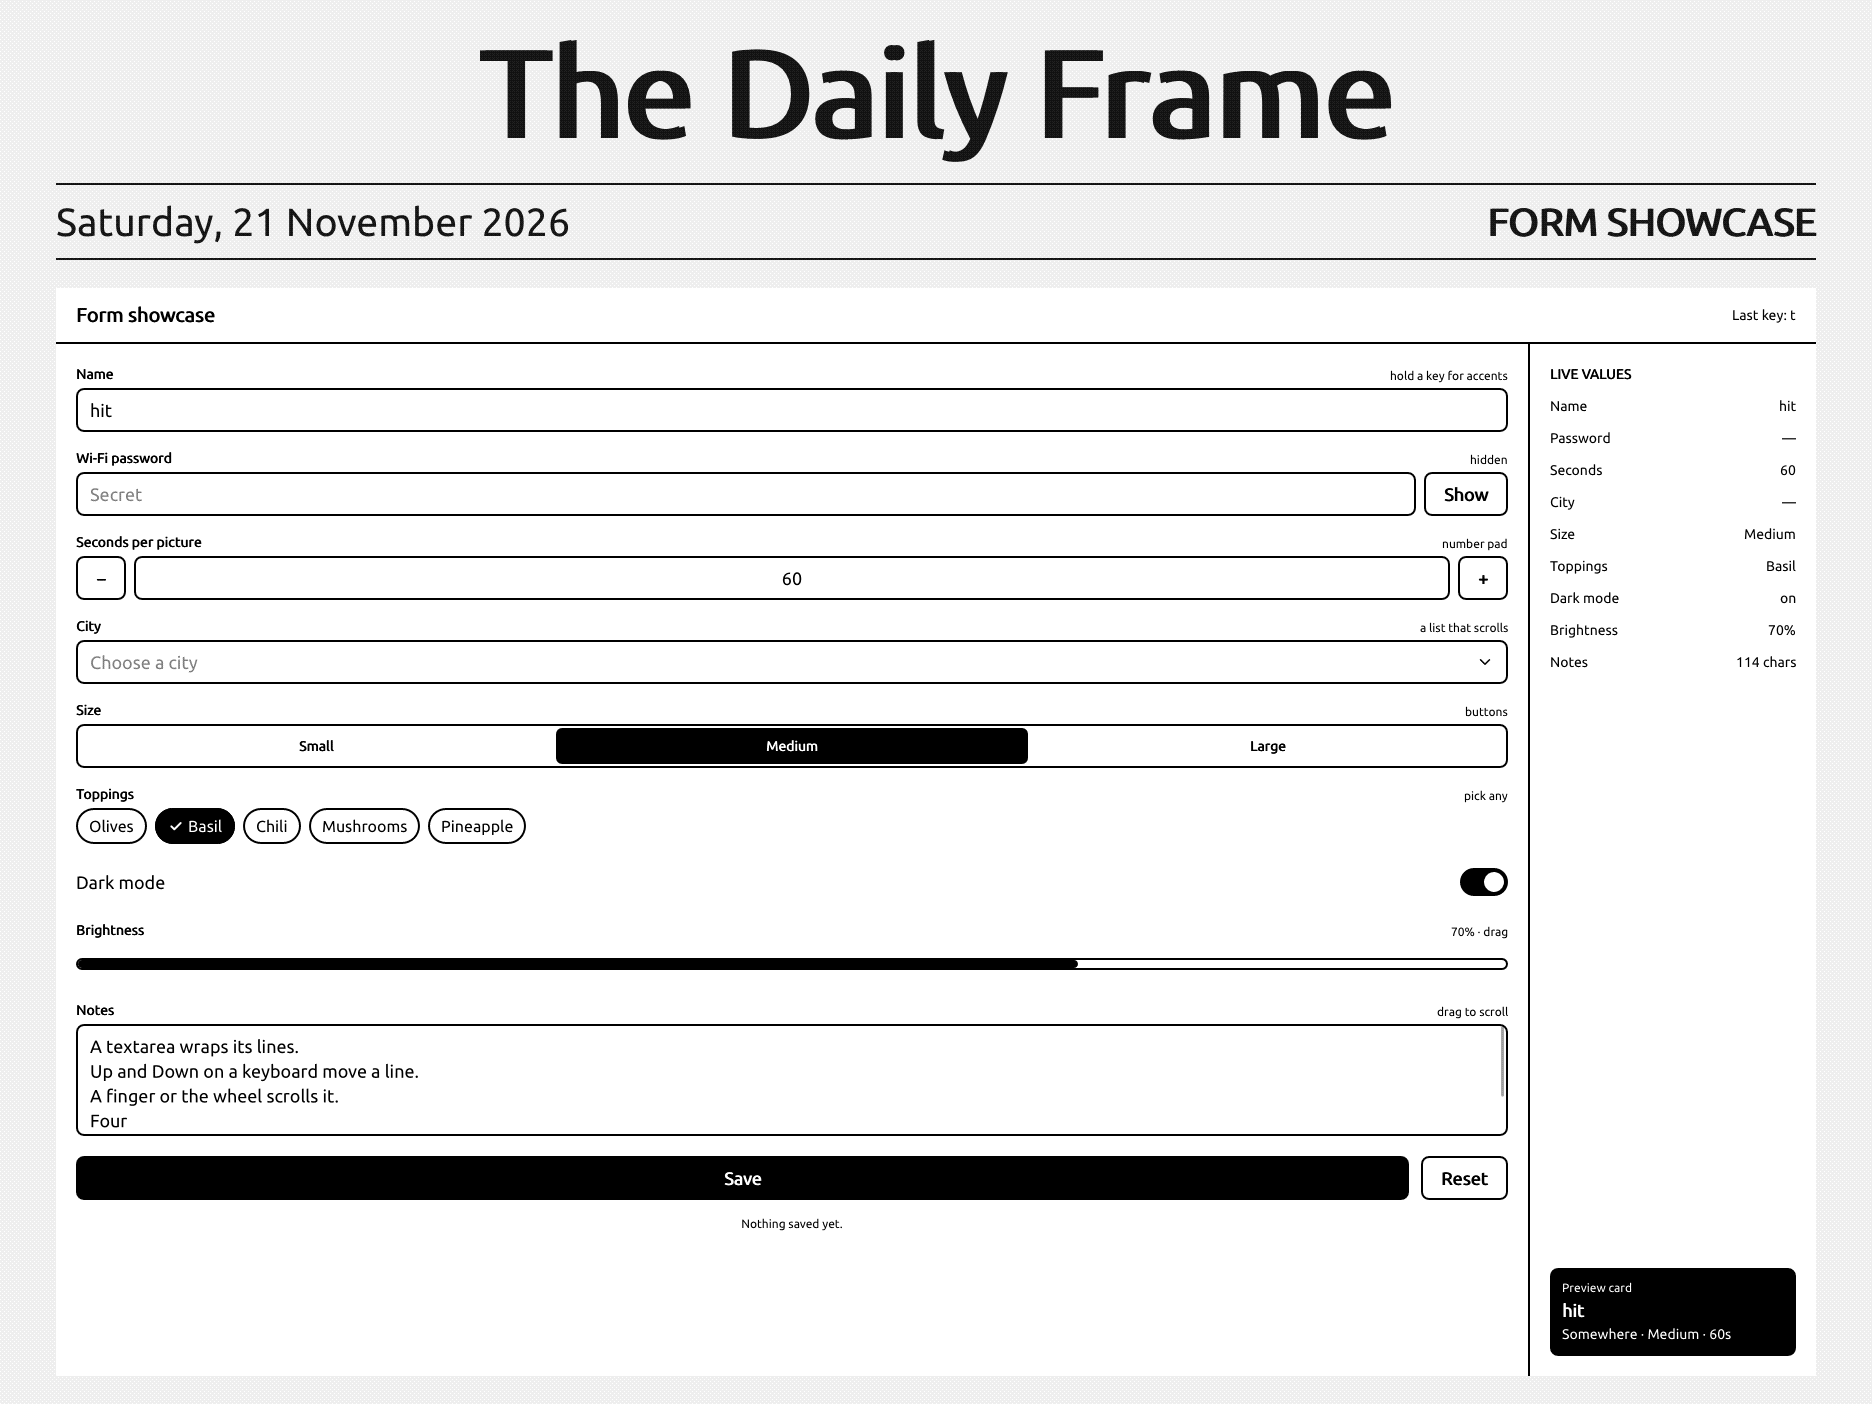 The Daily Frame
Saturday, 21 November 2026
FORM SHOWCASE
Form showcase
Last key: t
Name
hold a key for accents
hit
Wi-Fi password
hidden
Secret
Show
Seconds per picture
number pad
−
60
+
City
a list that scrolls
Choose a city
Size
buttons
Small
Medium
Large
Toppings
pick any
Olives
Basil
Chili
Mushrooms
Pineapple
Dark mode
Brightness
70% · drag
Notes
drag to scroll
A textarea wraps its lines.
Up and Down on a keyboard move a line.
A finger or the wheel scrolls it.
Four
Save
Reset
Nothing saved yet.
LIVE VALUES
Name hit
Password —
Seconds 60
City —
Size Medium
Toppings Basil
Dark mode on
Brightness 70%
Notes 114 chars
Preview card
hit
Somewhere · Medium · 60s